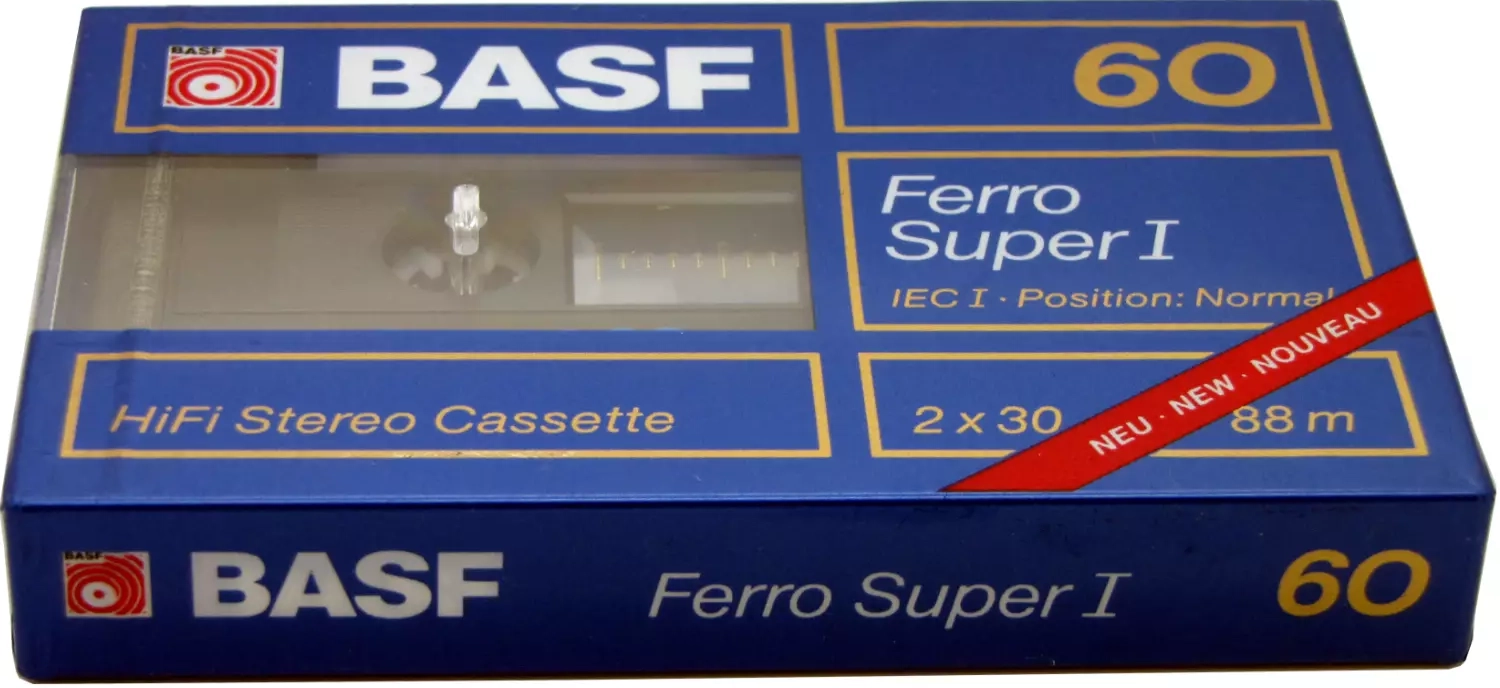 BASF
BASF
60
Ferro
Super I
IEC I · Position: Normal
HiFi Stereo Cassette
2 x 30
88 m
NEU · NEW · NOUVEAU
BASF
BASF
Ferro Super I
60